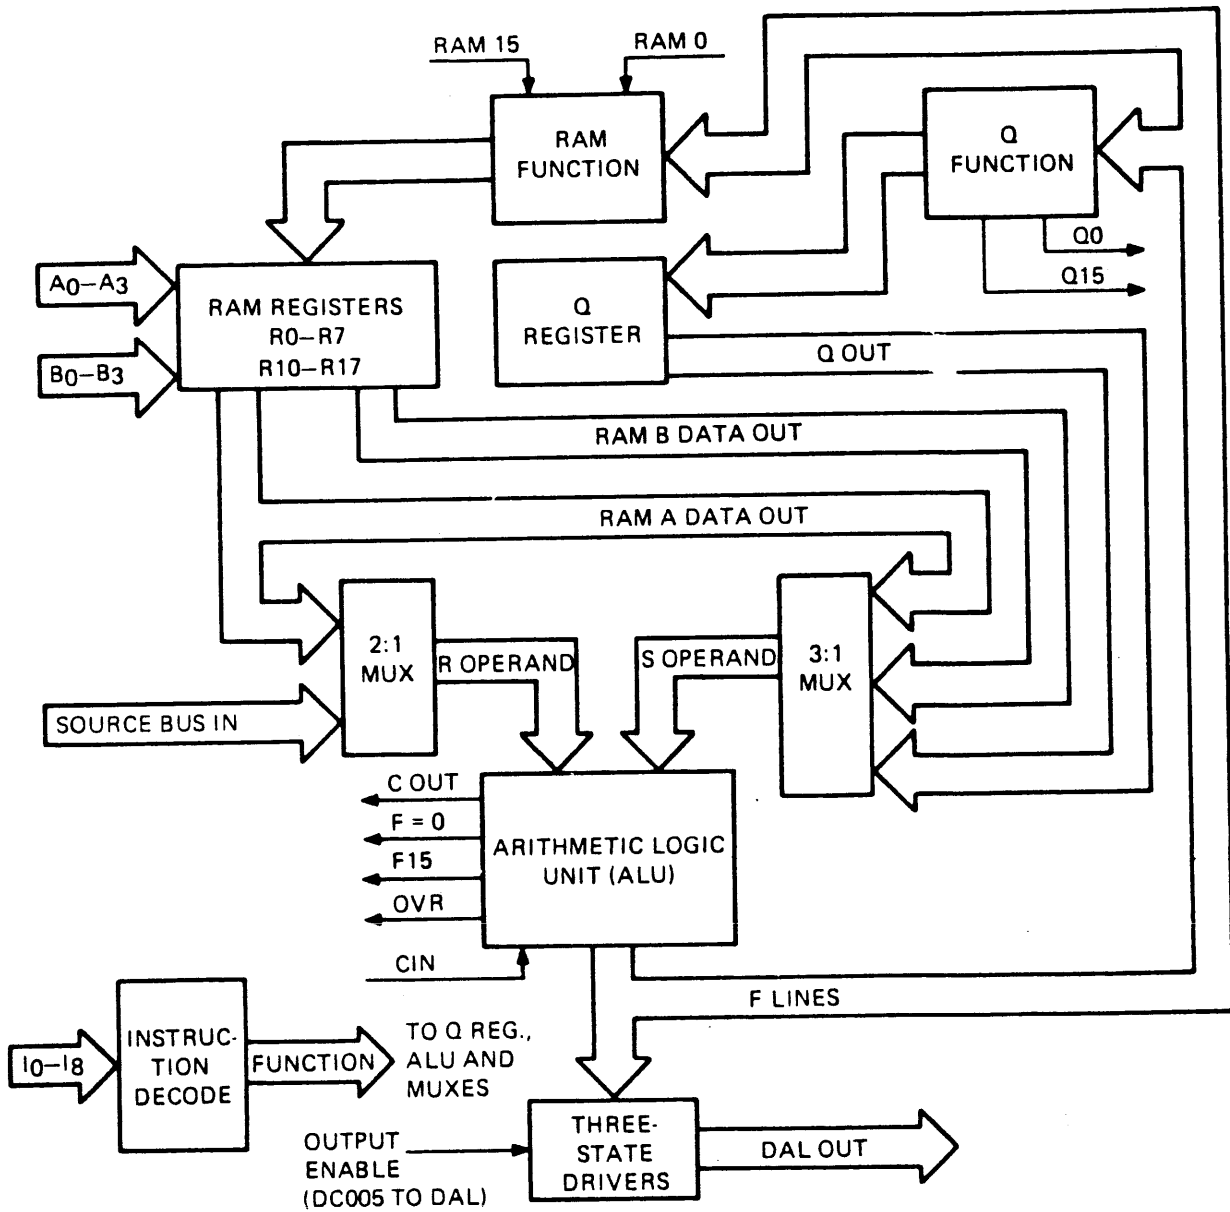 RAM 15
RAM 0
RAM
FUNCTION
Q
FUNCTION
Q0
Q15
A0–A3
B0–B3
RAM REGISTERS
R0–R7
R10–R17
Q
REGISTER
Q OUT
RAM B DATA OUT
RAM A DATA OUT
2:1
MUX
R OPERAND
S OPERAND
3:1
MUX
SOURCE BUS IN
C OUT
F = 0
F15
OVR
CIN
ARITHMETIC LOGIC
UNIT (ALU)
F LINES
I0–I8
INSTRUC-
TION
DECODE
FUNCTION
TO Q REG.,
ALU AND
MUXES
OUTPUT
ENABLE
(DC005 TO DAL)
THREE-
STATE
DRIVERS
DAL OUT